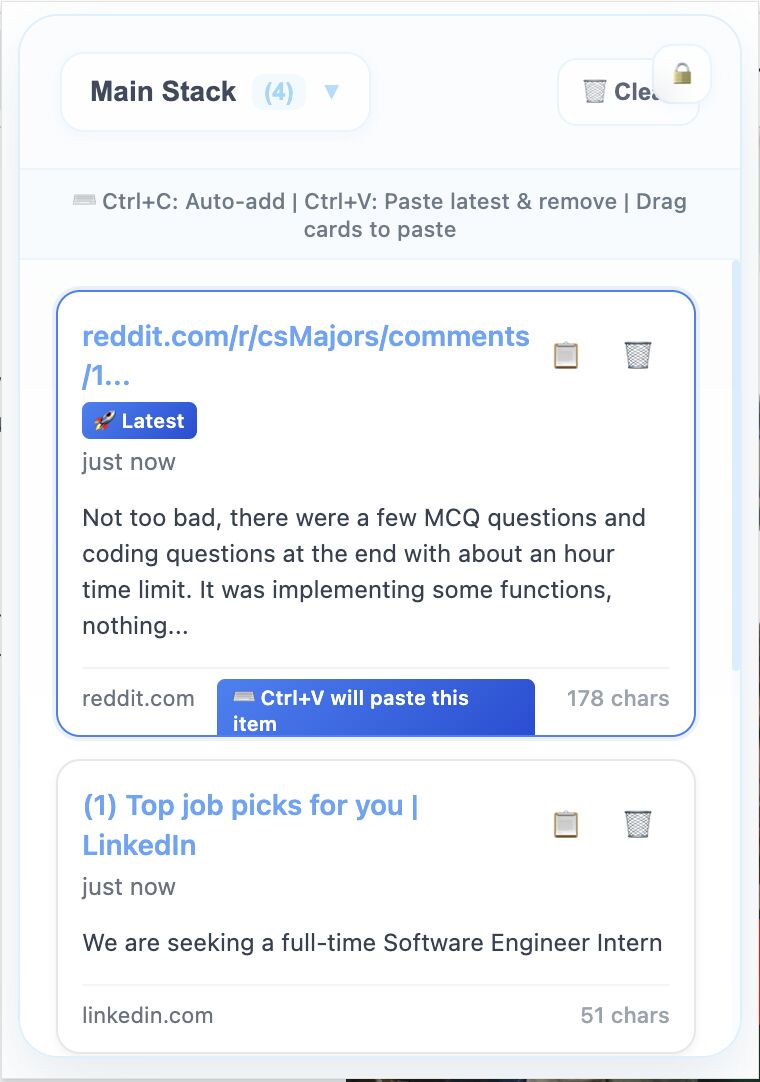 Main Stack (4) ▼
Ctrl+C: Auto-add | Ctrl+V: Paste latest & remove | Drag
cards to paste
reddit.com/r/csMajors/comments
/1...
🚀 Latest
just now
Not too bad, there were a few MCQ questions and
coding questions at the end with about an hour
time limit. It was implementing some functions,
nothing...
reddit.com
Ctrl+V will paste this
item
178 chars
(1) Top job picks for you |
LinkedIn
just now
We are seeking a full-time Software Engineer Intern
linkedin.com
51 chars